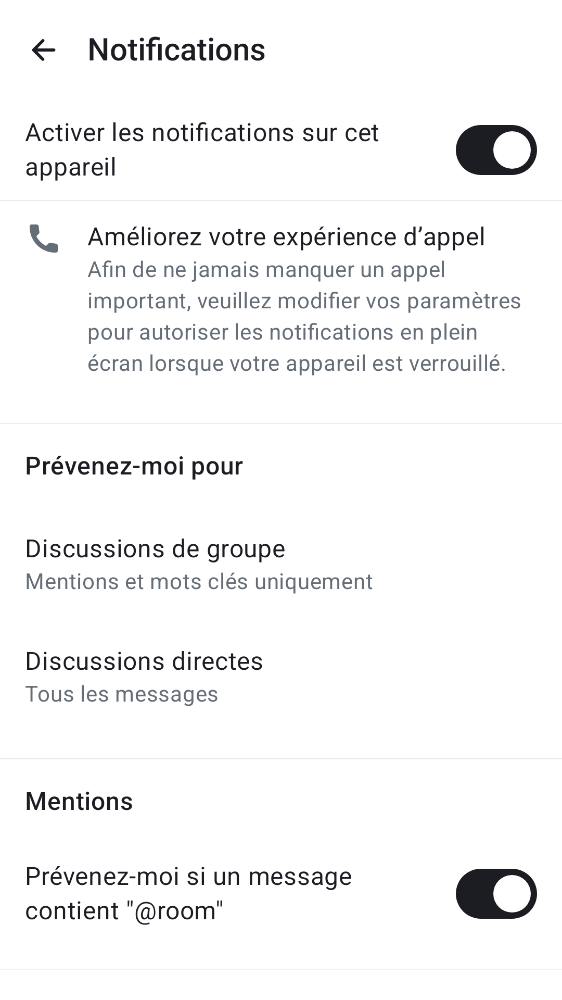 Notifications
Activer les notifications sur cet
appareil
Améliorez votre expérience d’appel
Afin de ne jamais manquer un appel
important, veuillez modifier vos paramètres
pour autoriser les notifications en plein
écran lorsque votre appareil est verrouillé.
Prévenez-moi pour
Discussions de groupe
Mentions et mots clés uniquement
Discussions directes
Tous les messages
Mentions
Prévenez-moi si un message
contient "@room"